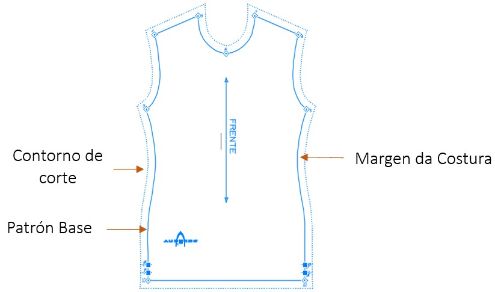 FRENTE
Contorno de
corte
Margen da Costura
Patrón Base